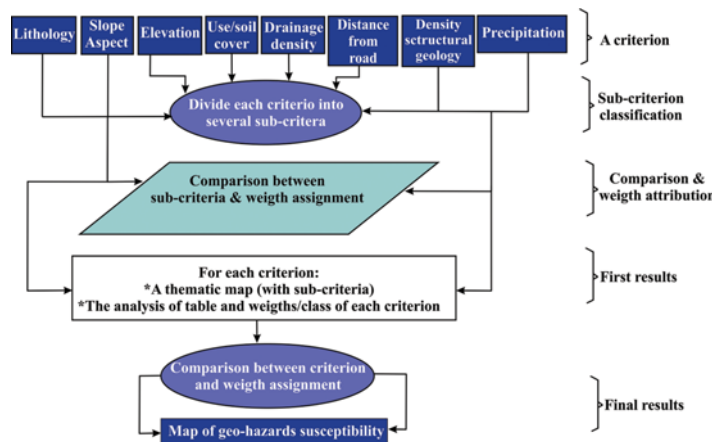 Lithology
Slope
Aspect
Elevation
Use/soil
cover
Drainage
density
Distance
from
road
Density
sctructural
geology
Precipitation
A criterion
Divide each criterio into
several sub-critera
Sub-criterion
classification
Comparison between
sub-criteria & weigth assignment
Comparison &
weigth attribution
For each criterion:
*A thematic map (with sub-criteria)
*The analysis of table and weigths/class of each criterion
First results
Comparison between criterion
and weigth assignment
Final results
Map of geo-hazards susceptibility